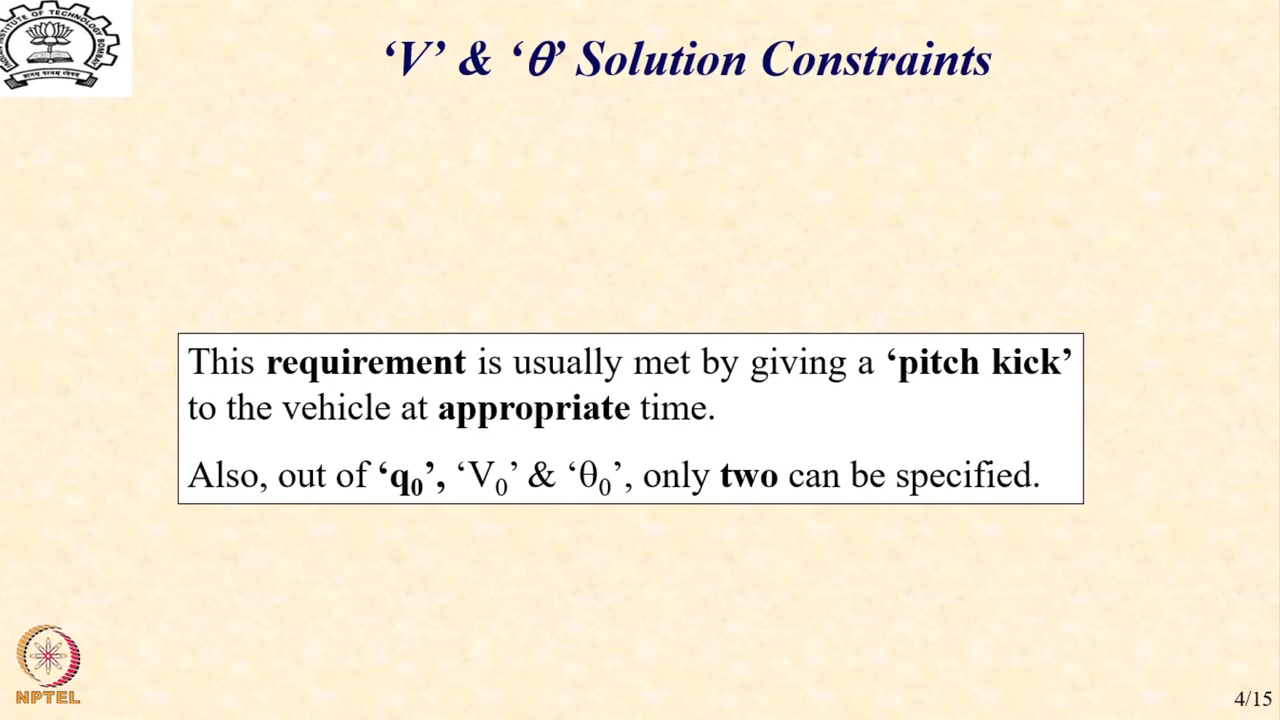 ‘V’ & ‘θ’ Solution Constraints
This requirement is usually met by giving a ‘pitch kick’
to the vehicle at appropriate time.
Also, out of ‘q₀’, ‘V₀’ & ‘θ₀’, only two can be specified.
NPTEL
4/15